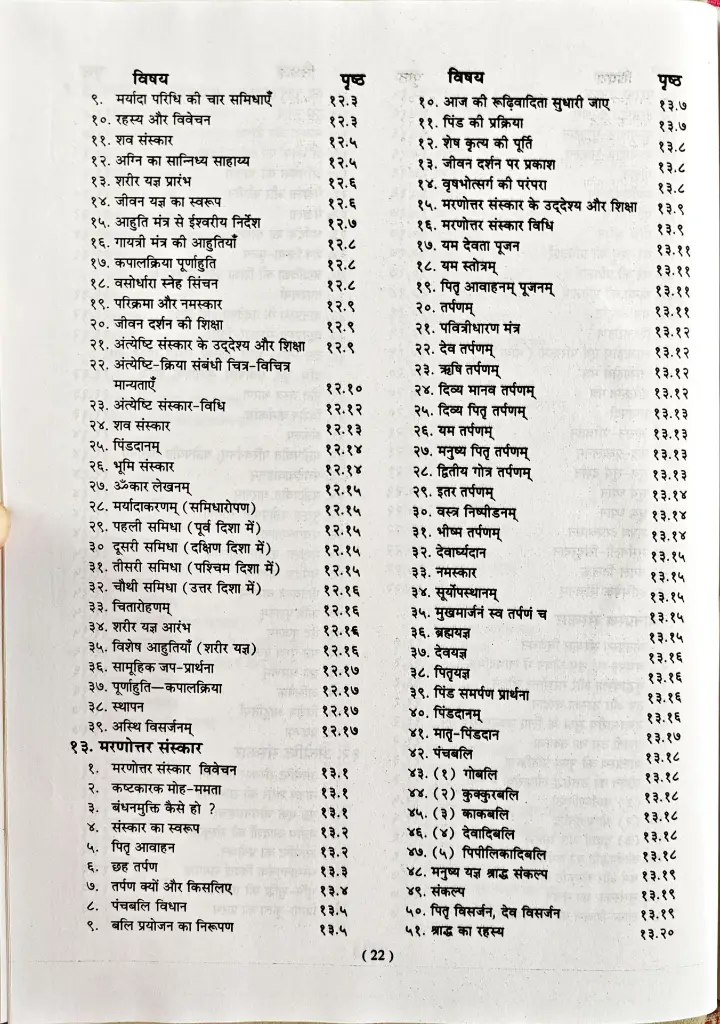 विषय पृष्ठ
९. मर्यादा परिधि की चार समिधाएँ १२.३
१०. रहस्य और विवेचन १२.३
११. शव संस्कार १२.५
१२. अग्नि का सान्निध्य साहाय्य १२.५
१३. शरीर यज्ञ प्रारंभ १२.६
१४. जीवन यज्ञ का स्वरूप १२.६
१५. आहुति मंत्र से ईश्वरीय निर्देश १२.७
१६. गायत्री मंत्र की आहुतियाँ १२.८
१७. कपालक्रिया पूर्णाहुति १२.८
१८. वसोर्धारा स्नेह सिंचन १२.८
१९. परिक्रमा और नमस्कार १२.९
२०. जीवन दर्शन की शिक्षा १२.९
२१. अंत्येष्टि संस्कार के उद्देश्य और शिक्षा १२.९
२२. अंत्येष्टि-क्रिया संबंधी चित्र-विचित्र
मान्यताएँ १२.१०
२३. अंत्येष्टि संस्कार-विधि १२.१२
२४. शव संस्कार १२.१३
२५. पिंडदानम् १२.१४
२६. भूमि संस्कार १२.१४
२७. ॐकार लेखनम् १२.१५
२८. मर्यादाकरणम् (समिधारोपण) १२.१५
२९. पहली समिधा (पूर्व दिशा में) १२.१५
३० दूसरी समिधा (दक्षिण दिशा में) १२.१५
३१. तीसरी समिधा (पश्चिम दिशा में) १२.१५
३२. चौथी समिधा (उत्तर दिशा में) १२.१६
३३. चितारोहणम् १२.१६
३४. शरीर यज्ञ आरंभ १२.१६
३५. विशेष आहुतियाँ (शरीर यज्ञ) १२.१६
३६. सामूहिक जप-प्रार्थना १२.१७
३७. पूर्णाहुति—कपालक्रिया १२.१७
३८. स्थापन १२.१७
३९. अस्थि विसर्जनम् १२.१७
१३. मरणोत्तर संस्कार
१. मरणोत्तर संस्कार विवेचन १३.१
२. कष्टकारक मोह-ममता १३.१
३. बंधनमुक्ति कैसे हो ? १३.१
४. संस्कार का स्वरूप १३.२
५. पितृ आवाहन १३.२
६. छह तर्पण १३.३
७. तर्पण क्यों और किसलिए १३.४
८. पंचबलि विधान १३.५
९. बलि प्रयोजन का निरूपण १३.५
विषय पृष्ठ
१०. आज की रूढ़िवादिता सुधारी जाए १३.७
११. पिंड की प्रक्रिया १३.७
१२. शेष कृत्य की पूर्ति १३.८
१३. जीवन दर्शन पर प्रकाश १३.८
१४. वृषभोत्सर्ग की परंपरा १३.८
१५. मरणोत्तर संस्कार के उद्देश्य और शिक्षा १३.९
१६. मरणोत्तर संस्कार विधि १३.९
१७. यम देवता पूजन १३.११
१८. यम स्तोत्रम् १३.११
१९. पितृ आवाहनम् पूजनम् १३.११
२०. तर्पणम् १३.११
२१. पवित्रीधारण मंत्र १३.१२
२२. देव तर्पणम् १३.१२
२३. ऋषि तर्पणम् १३.१२
२४. दिव्य मानव तर्पणम् १३.१२
२५. दिव्य पितृ तर्पणम् १३.१३
२६. यम तर्पणम् १३.१३
२७. मनुष्य पितृ तर्पणम् १३.१३
२८. द्वितीय गोत्र तर्पणम् १३.१३
२९. इतर तर्पणम् १३.१४
३०. वस्त्र निष्पीडनम् १३.१४
३१. भीष्म तर्पणम् १३.१४
३२. देवार्घ्यदान १३.१५
३३. नमस्कार १३.१५
३४. सूर्योपस्थानम् १३.१५
३५. मुखमार्जनं स्व तर्पणं च १३.१५
३६. ब्रह्मयज्ञ १३.१५
३७. देवयज्ञ १३.१६
३८. पितृयज्ञ १३.१६
३९. पिंड समर्पण प्रार्थना १३.१६
४०. पिंडदानम् १३.१६
४१. मातृ-पिंडदान १३.१७
४२. पंचबलि १३.१८
४३. (१) गोबलि १३.१८
४४. (२) कुक्कुरबलि १३.१८
४५. (३) काकबलि १३.१८
४६. (४) देवादिबलि १३.१८
४७. (५) पिपीलिकादिबलि १३.१८
४८. मनुष्य यज्ञ श्राद्ध संकल्प १३.१९
४९. संकल्प १३.१९
५०. पितृ विसर्जन, देव विसर्जन १३.१९
५१. श्राद्ध का रहस्य १३.२०
( 22 )